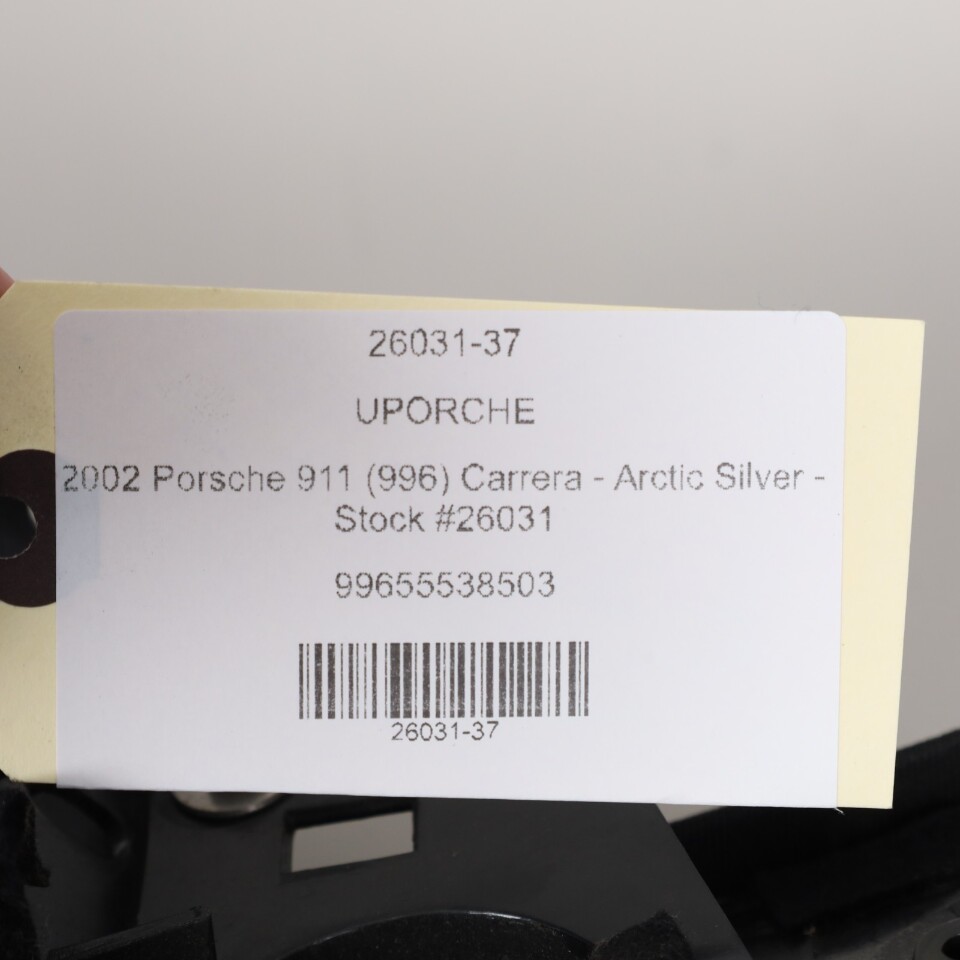 26031-37
UPORCHE
2002 Porsche 911 (996) Carrera - Arctic Silver -
Stock #26031
99655538503
26031-37